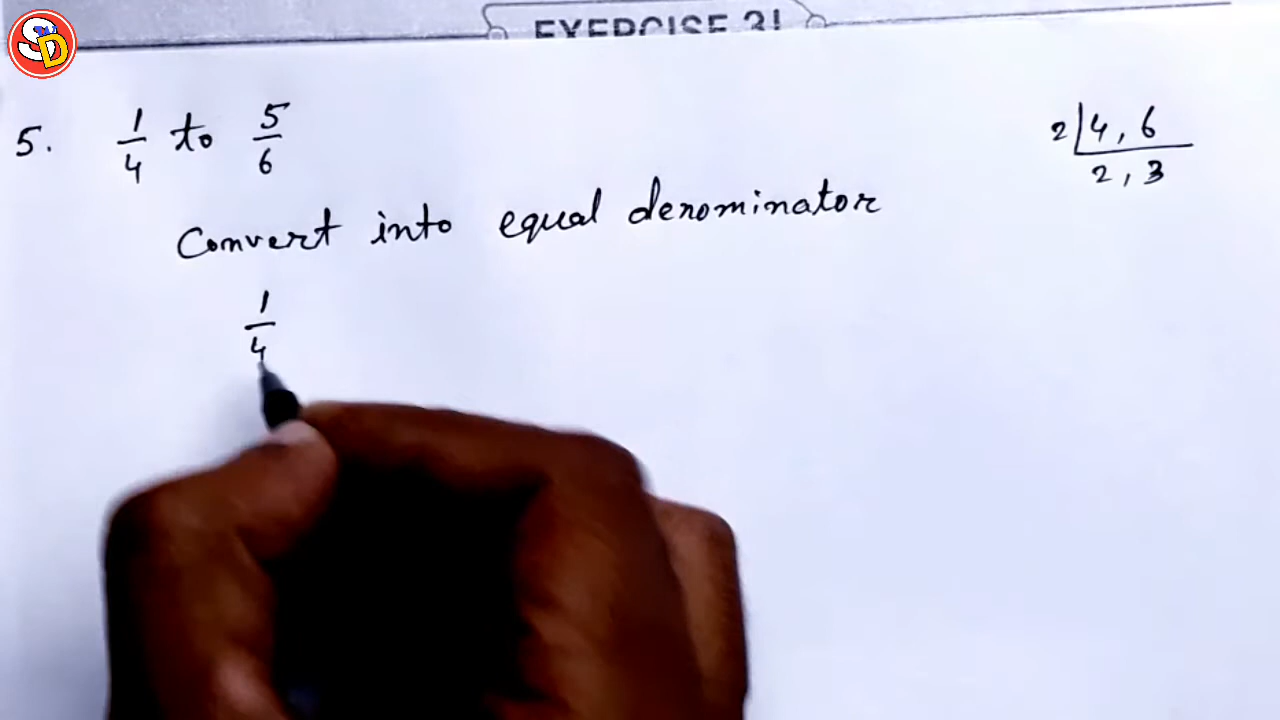 SD
EXERCISE 3
5. 1/4 to 5/6
2 | 4, 6
2, 3
Convert into equal denominator
1/4